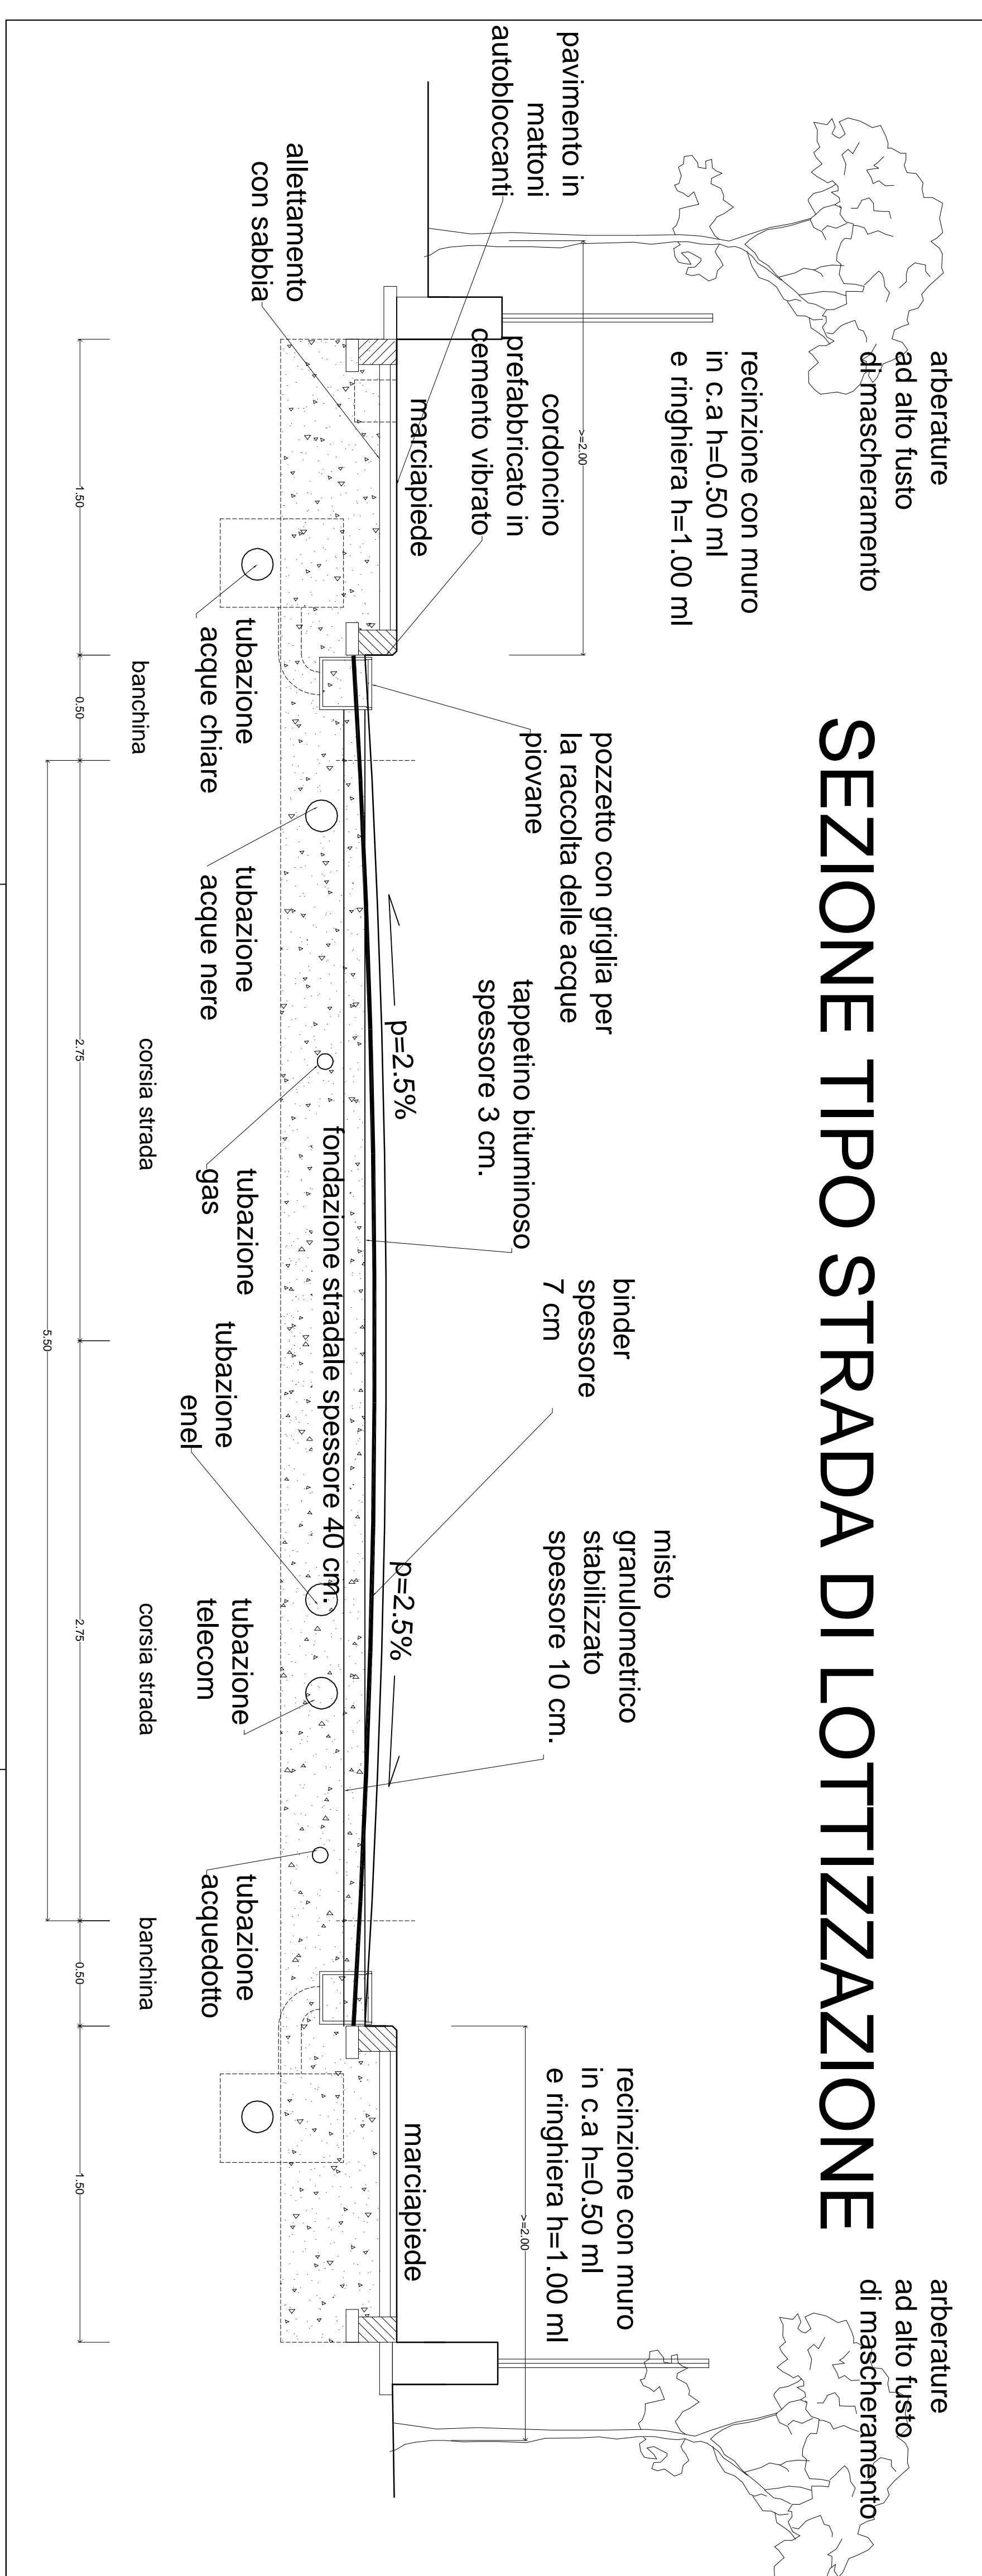 SEZIONE TIPO STRADA DI LOTTIZZAZIONE
arberature
ad alto fusto
di mascheramento
recinzione con muro
in c.a h=0.50 ml
e ringhiera h=1.00 ml
>=2.00
pavimento in
mattoni
autobloccanti
cordoncino
prefabbricato in
cemento vibrato
marciapiede
allettamento
con sabbia
pozzetto con griglia per
la raccolta delle acque
piovane
tappetino bituminoso
spessore 3 cm.
binder
spessore
7 cm
misto
granulometrico
stabilizzato
spessore 10 cm.
p=2.5%
p=2.5%
fondazione stradale spessore 40 cm.
arberature
ad alto fusto
di mascheramento
recinzione con muro
in c.a h=0.50 ml
e ringhiera h=1.00 ml
>=2.00
marciapiede
tubazione
acque chiare
tubazione
acque nere
tubazione
gas
tubazione
enel
tubazione
telecom
tubazione
acquedotto
banchina
corsia strada
corsia strada
banchina
1.50
0.50
2.75
2.75
0.50
1.50
5.50